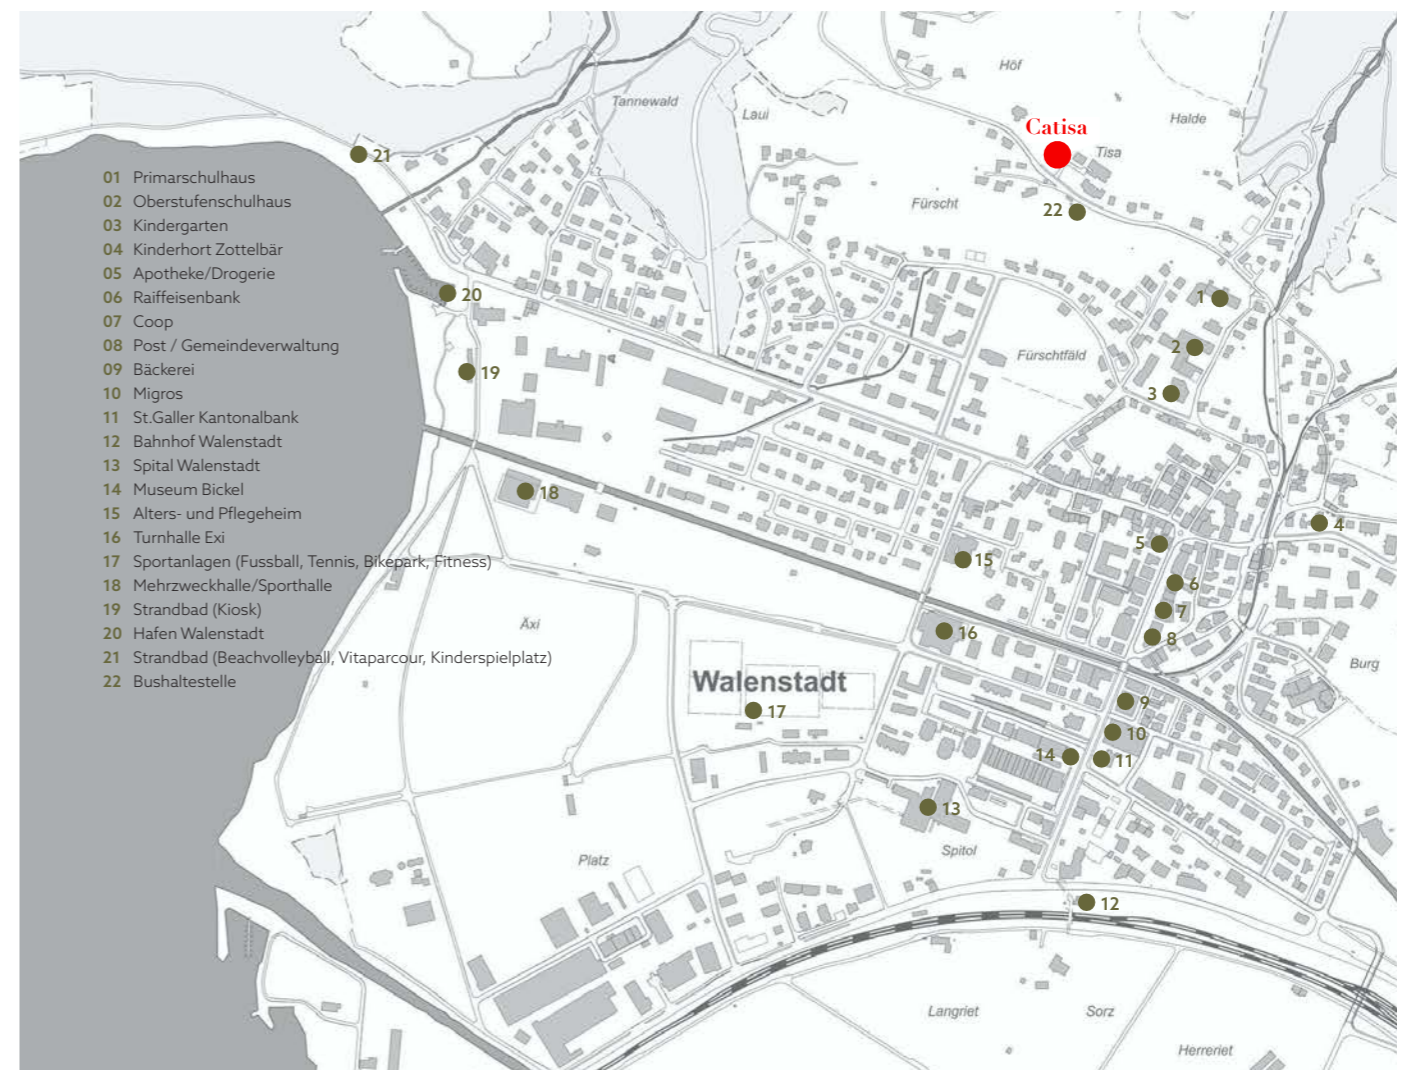 Höf
Tannewald
Laui
Halde
Catisa
Tisa
21
01 Primarschulhaus
02 Oberstufenschulhaus
03 Kindergarten
04 Kinderhort Zottelbär
05 Apotheke/Drogerie
06 Raiffeisenbank
07 Coop
08 Post / Gemeindeverwaltung
09 Bäckerei
10 Migros
11 St.Galler Kantonalbank
12 Bahnhof Walenstadt
13 Spital Walenstadt
14 Museum Bickel
15 Alters- und Pflegeheim
16 Turnhalle Exi
17 Sportanlagen (Fussball, Tennis, Bikepark, Fitness)
18 Mehrzweckhalle/Sporthalle
19 Strandbad (Kiosk)
20 Hafen Walenstadt
21 Strandbad (Beachvolleyball, Vitaparcour, Kinderspielplatz)
22 Bushaltestelle
Fürscht
22
20
1
2
Fürschtfäld
19
3
18
4
5
15
6
7
Äxi
16
8
Burg
Walenstadt
9
17
10
14
11
13
Spitol
Platz
12
Langriet
Sorz
Herreriet